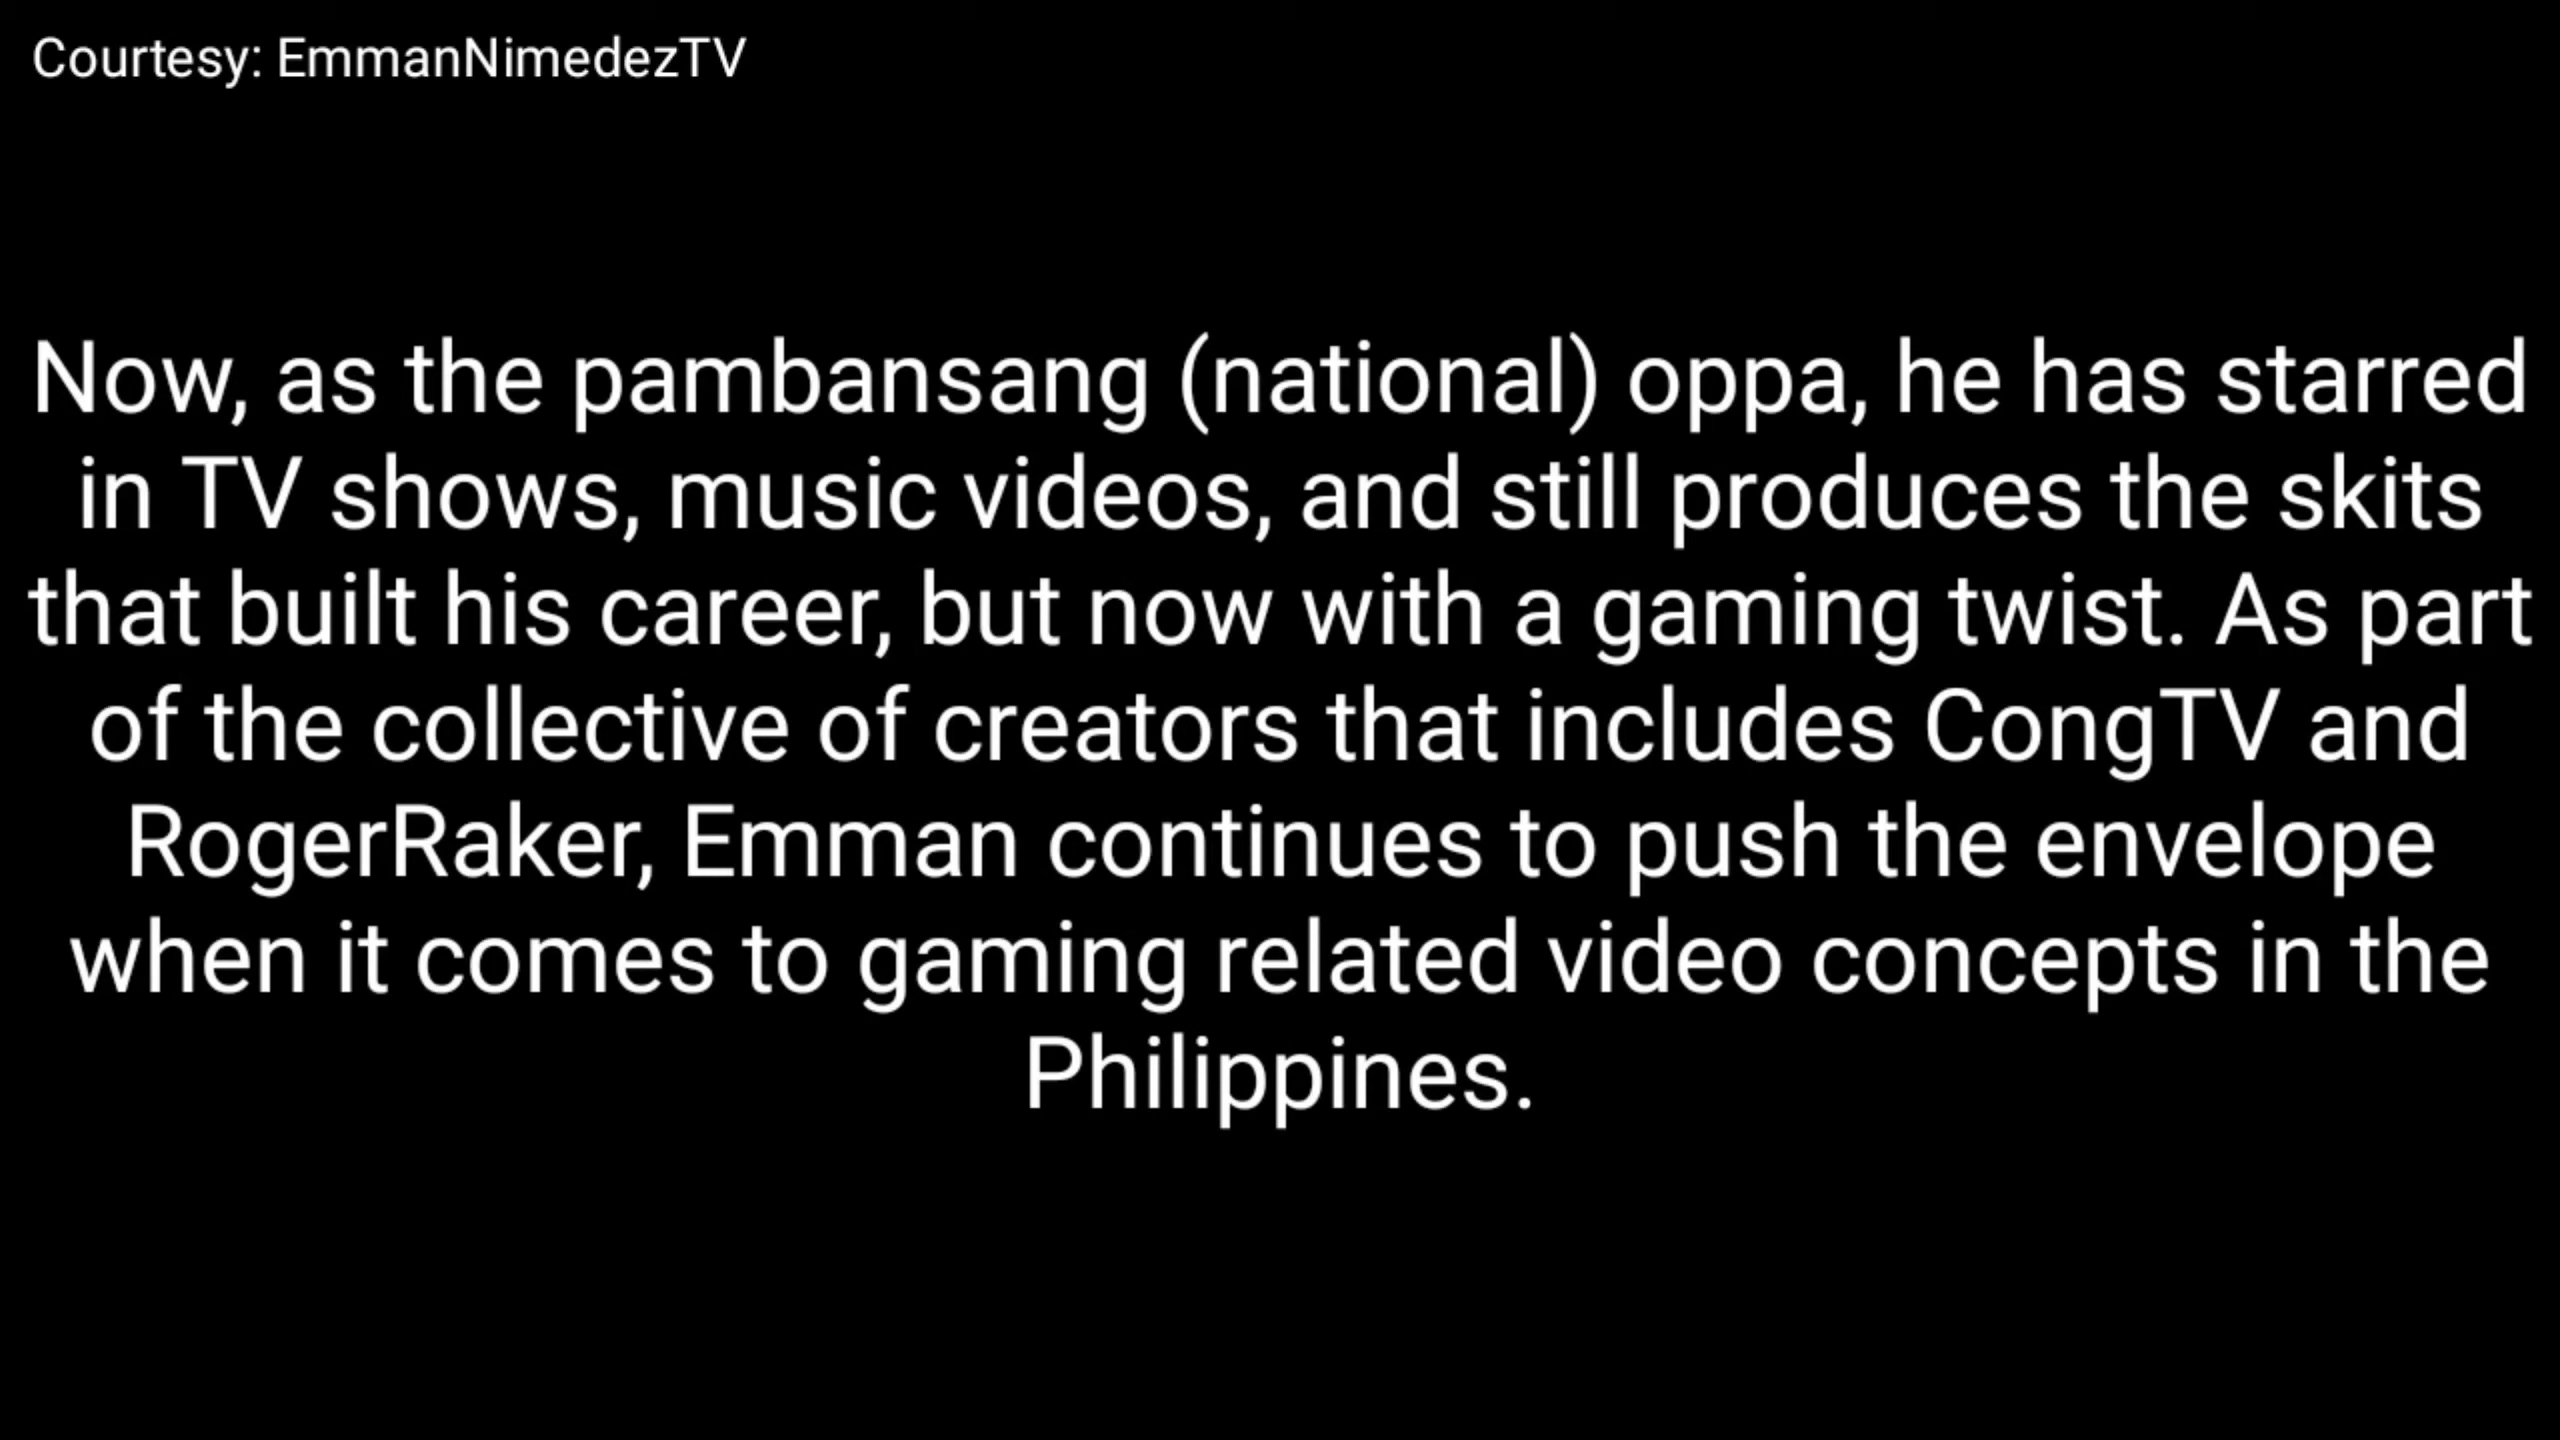 Courtesy: EmmanNimedezTV
Now, as the pambansang (national) oppa, he has starred
in TV shows, music videos, and still produces the skits
that built his career, but now with a gaming twist. As part
of the collective of creators that includes CongTV and
RogerRaker, Emman continues to push the envelope
when it comes to gaming related video concepts in the
Philippines.